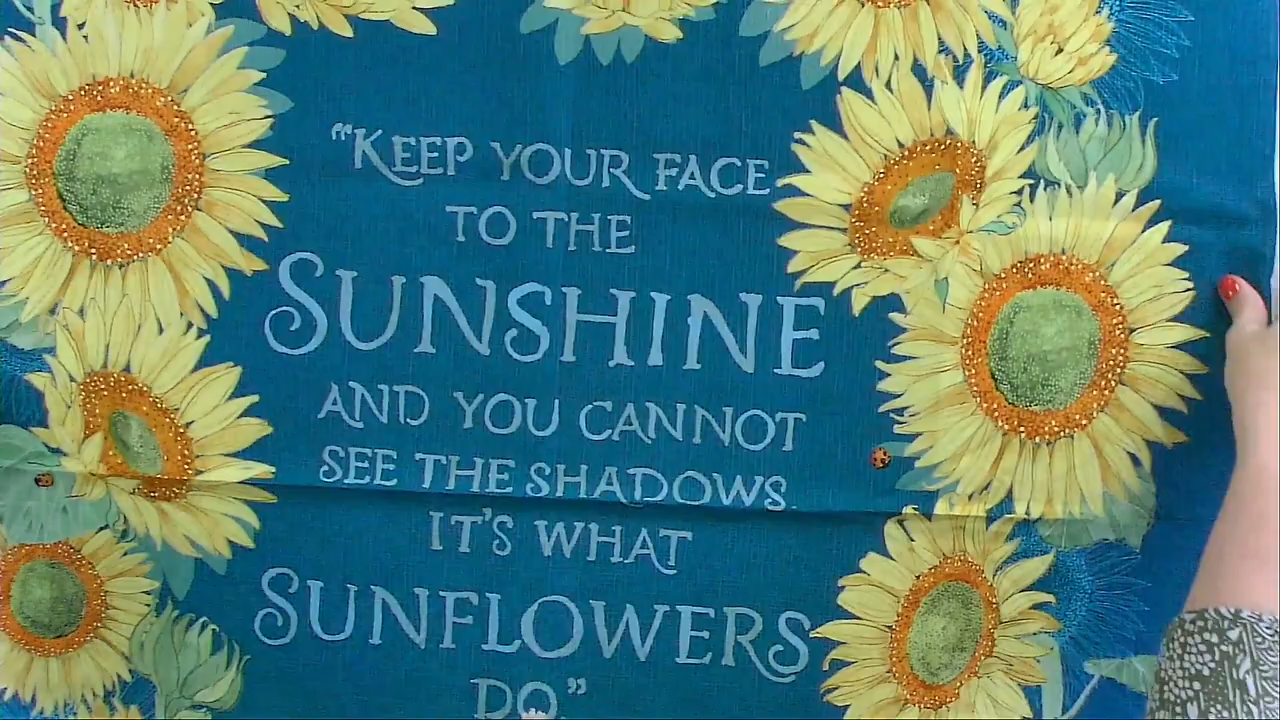 “KEEP YOUR FACE
TO THE
SUNSHINE
AND YOU CANNOT
SEE THE SHADOWS.
IT'S WHAT
SUNFLOWERS
DO.”